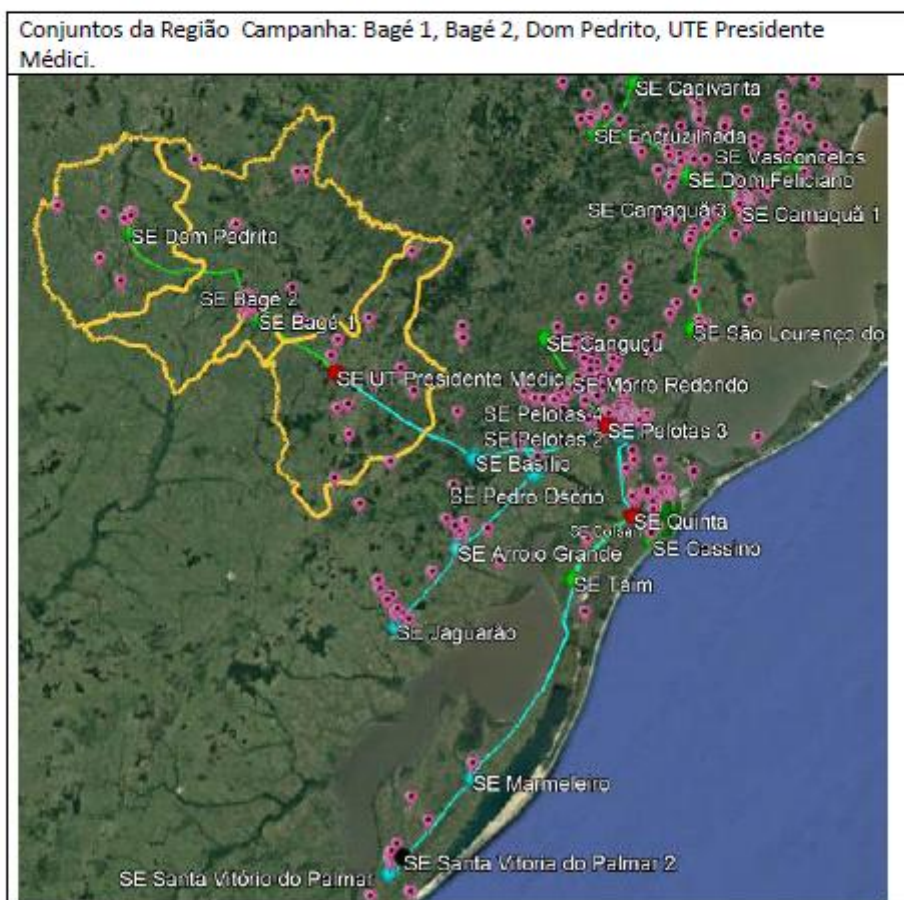 Conjuntos da Região Campanha: Bagé 1, Bagé 2, Dom Pedrito, UTE Presidente
Médici.
SE Capivarita
SE Encruzilhada
SE Vasconcelos
SE Dom Feliciano
SE Camaquã 3
SE Camaquã 1
SE Dom Pedrito
SE Bagé 2
SE Bagé 1
SE São Lourenço do
SE Canguçu
SE UT Presidente Médic
SE Morro Redondo
SE Pelotas 4
SE Pelotas 3
SE Pelotas 2
SE Basílio
SE Pedro Osório
SE Quinta
SE Cassino
SE Arroio Grande
SE Taim
SE Jaguarão
SE Marmeleiro
SE Santa Vitória do Palmar 2
SE Santa Vitório do Palmar